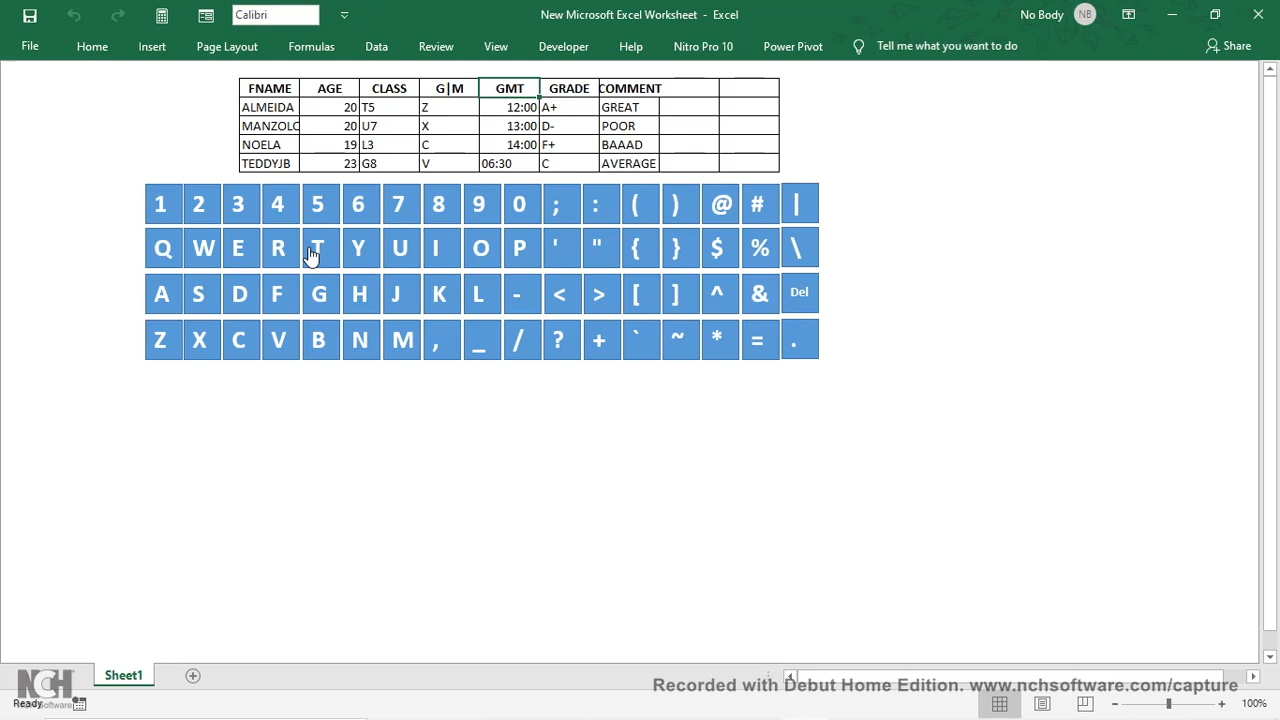 Calibri
New Microsoft Excel Worksheet - Excel
No Body NB
File Home Insert Page Layout Formulas Data Review View Developer Help Nitro Pro 10 Power Pivot Tell me what you want to do Share
FNAME AGE CLASS G|M GMT GRADE COMMENT
ALMEIDA 20 T5 Z 12:00 A+ GREAT
MANZOLO 20 U7 X 13:00 D- POOR
NOELA 19 L3 C 14:00 F+ BAAAD
TEDDYJB 23 G8 V 06:30 C AVERAGE
1 2 3 4 5 6 7 8 9 0 ; : ( ) @ # |
Q W E R T Y U I O P ' " { } $ % \
A S D F G H J K L - < > [ ] ^ & Del
Z X C V B N M , _ / ? + ` ~ * = .
Sheet1
NCH
NCH Software
Recorded with Debut Home Edition. www.nchsoftware.com/capture
Ready
100%